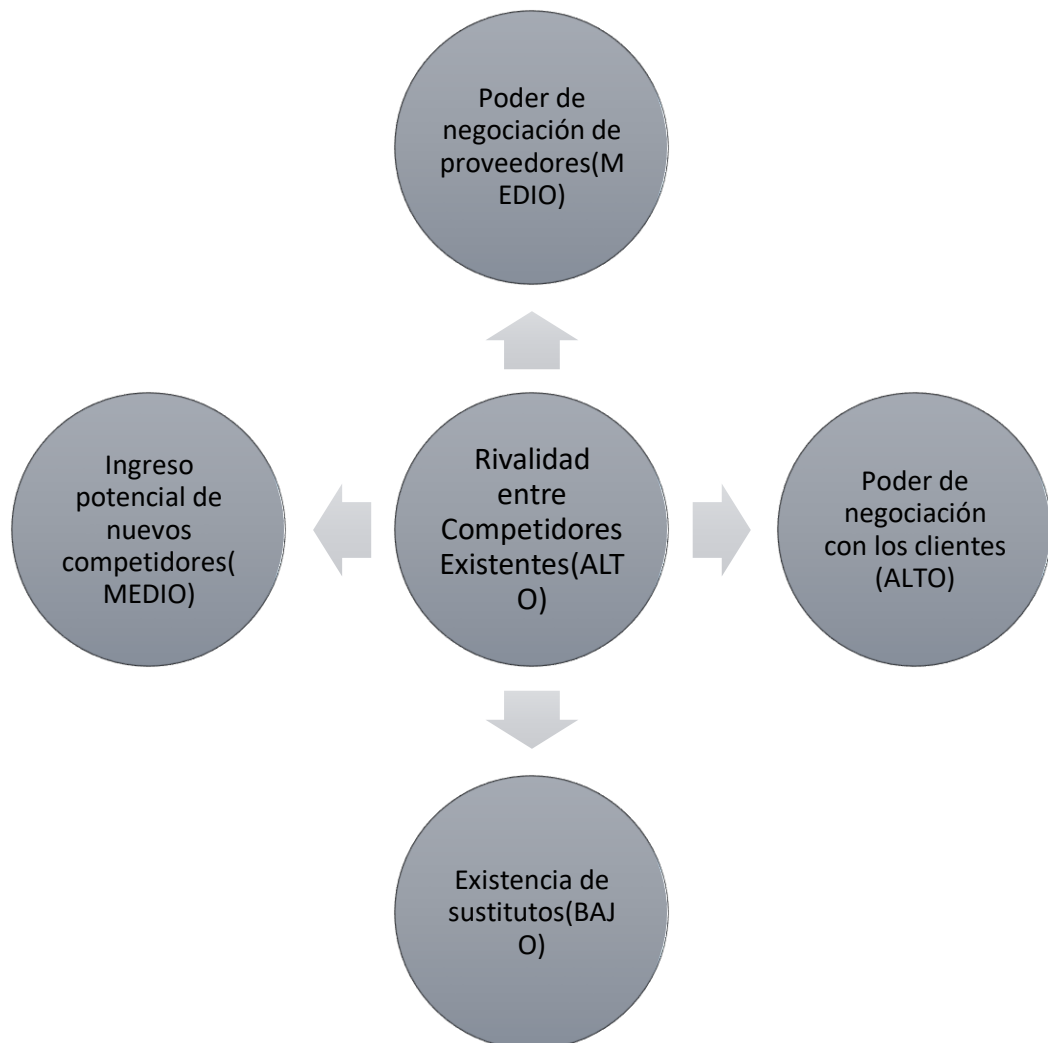 Poder de
negociación de
proveedores(M
EDIO)
Ingreso
potencial de
nuevos
competidores(
MEDIO)
Rivalidad
entre
Competidores
Existentes(ALT
O)
Poder de
negociación
con los clientes
(ALTO)
Existencia de
sustitutos(BAJ
O)